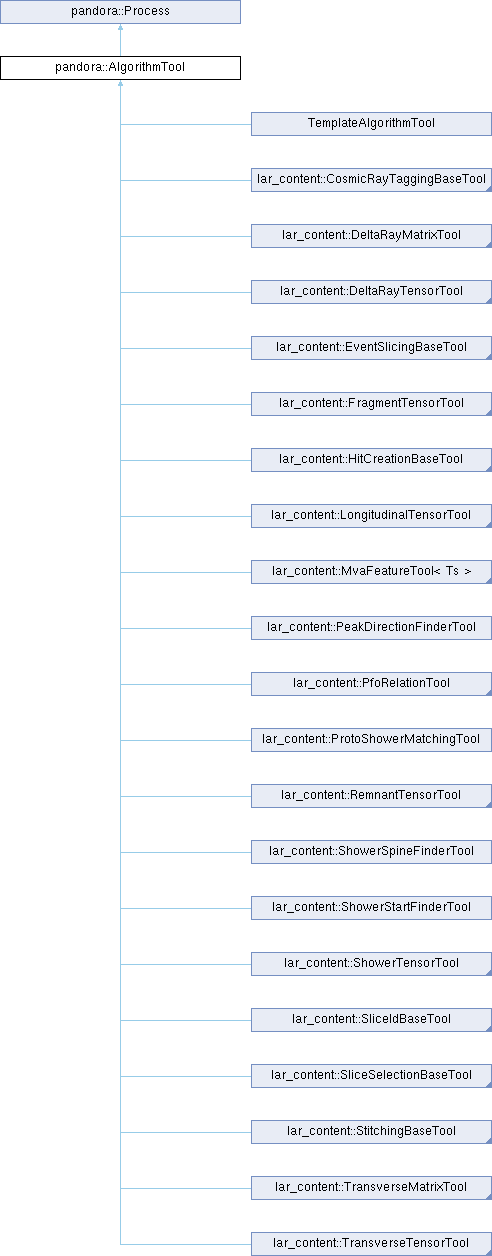 pandora::Process
pandora::AlgorithmTool
TemplateAlgorithmTool
lar_content::CosmicRayTaggingBaseTool
lar_content::DeltaRayMatrixTool
lar_content::DeltaRayTensorTool
lar_content::EventSlicingBaseTool
lar_content::FragmentTensorTool
lar_content::HitCreationBaseTool
lar_content::LongitudinalTensorTool
lar_content::MvaFeatureTool< Ts >
lar_content::PeakDirectionFinderTool
lar_content::PfoRelationTool
lar_content::ProtoShowerMatchingTool
lar_content::RemnantTensorTool
lar_content::ShowerSpineFinderTool
lar_content::ShowerStartFinderTool
lar_content::ShowerTensorTool
lar_content::SliceIdBaseTool
lar_content::SliceSelectionBaseTool
lar_content::StitchingBaseTool
lar_content::TransverseMatrixTool
lar_content::TransverseTensorTool